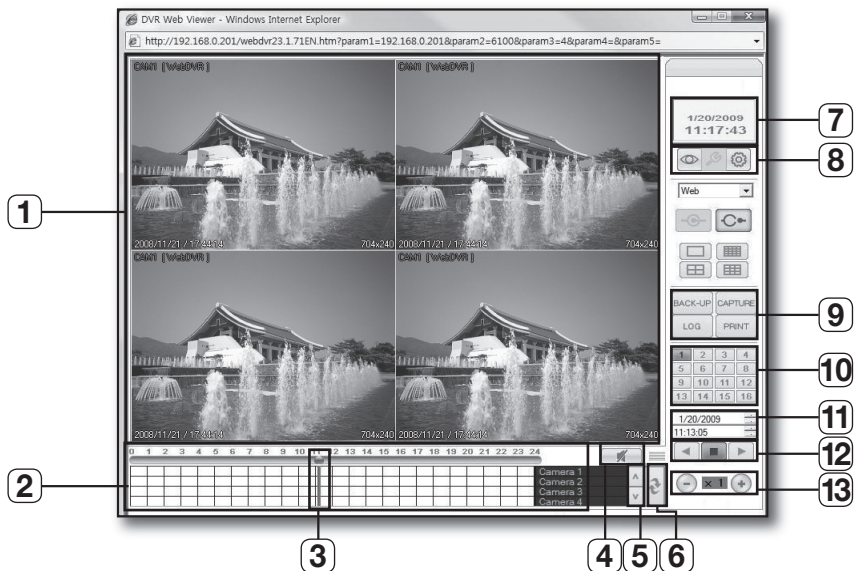 DVR Web Viewer - Windows Internet Explorer
http://192.168.0.201/webdvr23.1.71EN.htm?param1=192.168.0.201&param2=6100&param3=4&param4=&param5=
CAM1 [WebDVR]
CAM1 [WebDVR]
2008/11/21 / 17:44:14
704x240
2008/11/21 / 17:44:14
704x240
CAM1 [WebDVR]
CAM1 [WebDVR]
2008/11/21 / 17:44:14
704x240
2008/11/21 / 17:44:14
704x240
1/20/2009
11:17:43
Web
BACK-UP CAPTURE
LOG PRINT
1 2 3 4
5 6 7 8
9 10 11 12
13 14 15 16
1/20/2009
11:13:05
x 1
0 1 2 3 4 5 6 7 8 9 10 11 12 13 14 15 16 17 18 19 20 21 22 23 24
Camera 1
Camera 2
Camera 3
Camera 4
1
2
3
4
5
6
7
8
9
10
11
12
13